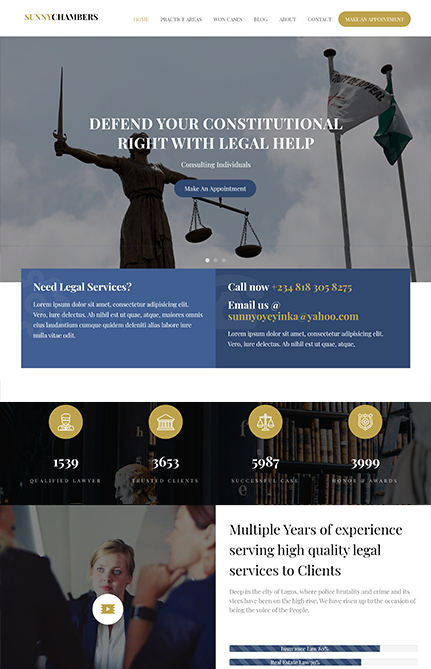 SUNNYCHAMBERS
HOME PRACTICE AREAS WON CASES BLOG ABOUT CONTACT MAKE AN APPOINTMENT
DEFEND YOUR CONSTITUTIONAL
RIGHT WITH LEGAL HELP
Consulting Individuals
Make An Appointment
Need Legal Services?
Lorem ipsum dolor sit amet, consectetur adipisicing elit.
Vero, iure delectus. Ab nihil est ut quae, atque, maiores omnis
eius laudantium cumque quidem deleniti alias labore iure
nulla vitae odit.
Call now +234 818 305 8275
Email us @
sunnyoyeyinka@yahoo.com
Lorem ipsum dolor sit amet, consectetur adipisicing elit.
Vero, iure delectus. Ab nihil est ut quae, atque,
1539 3653 5987 3999
QUALIFIED LAWYER TRUSTED CLIENTS SUCCESSFUL CASE HONOR & AWARDS
Multiple Years of experience
serving high quality legal
services to Clients
Deep in the city of Lagos, where police brutality and crime and its
vices have been on the high rise, We have risen up to the occasion of
being the voice of the People.
Insurance Law 80%
Real Estate Law 90%